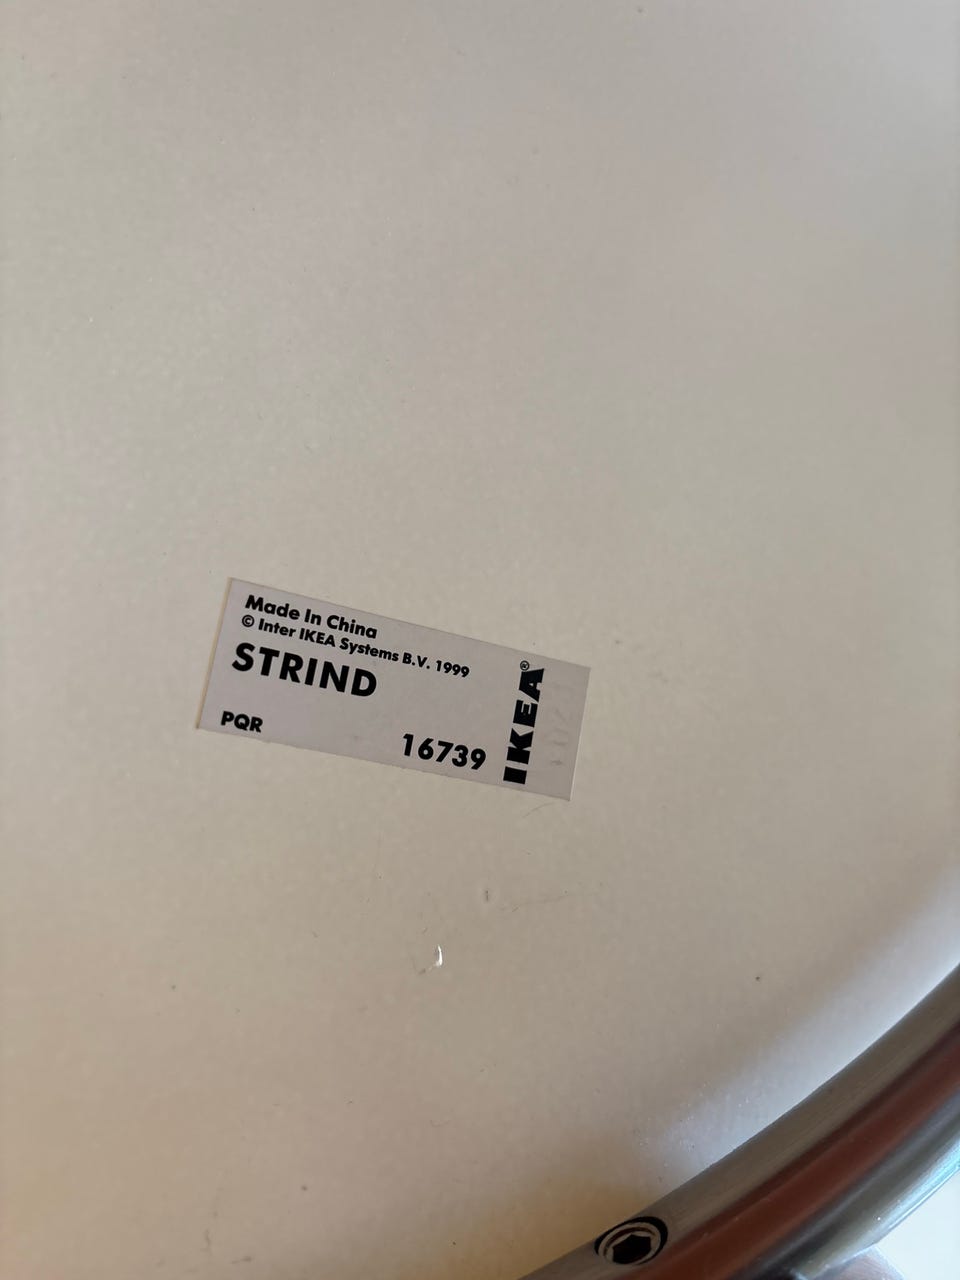 Made In China
© Inter IKEA Systems B.V. 1999
STRIND
PQR
16739
IKEA®